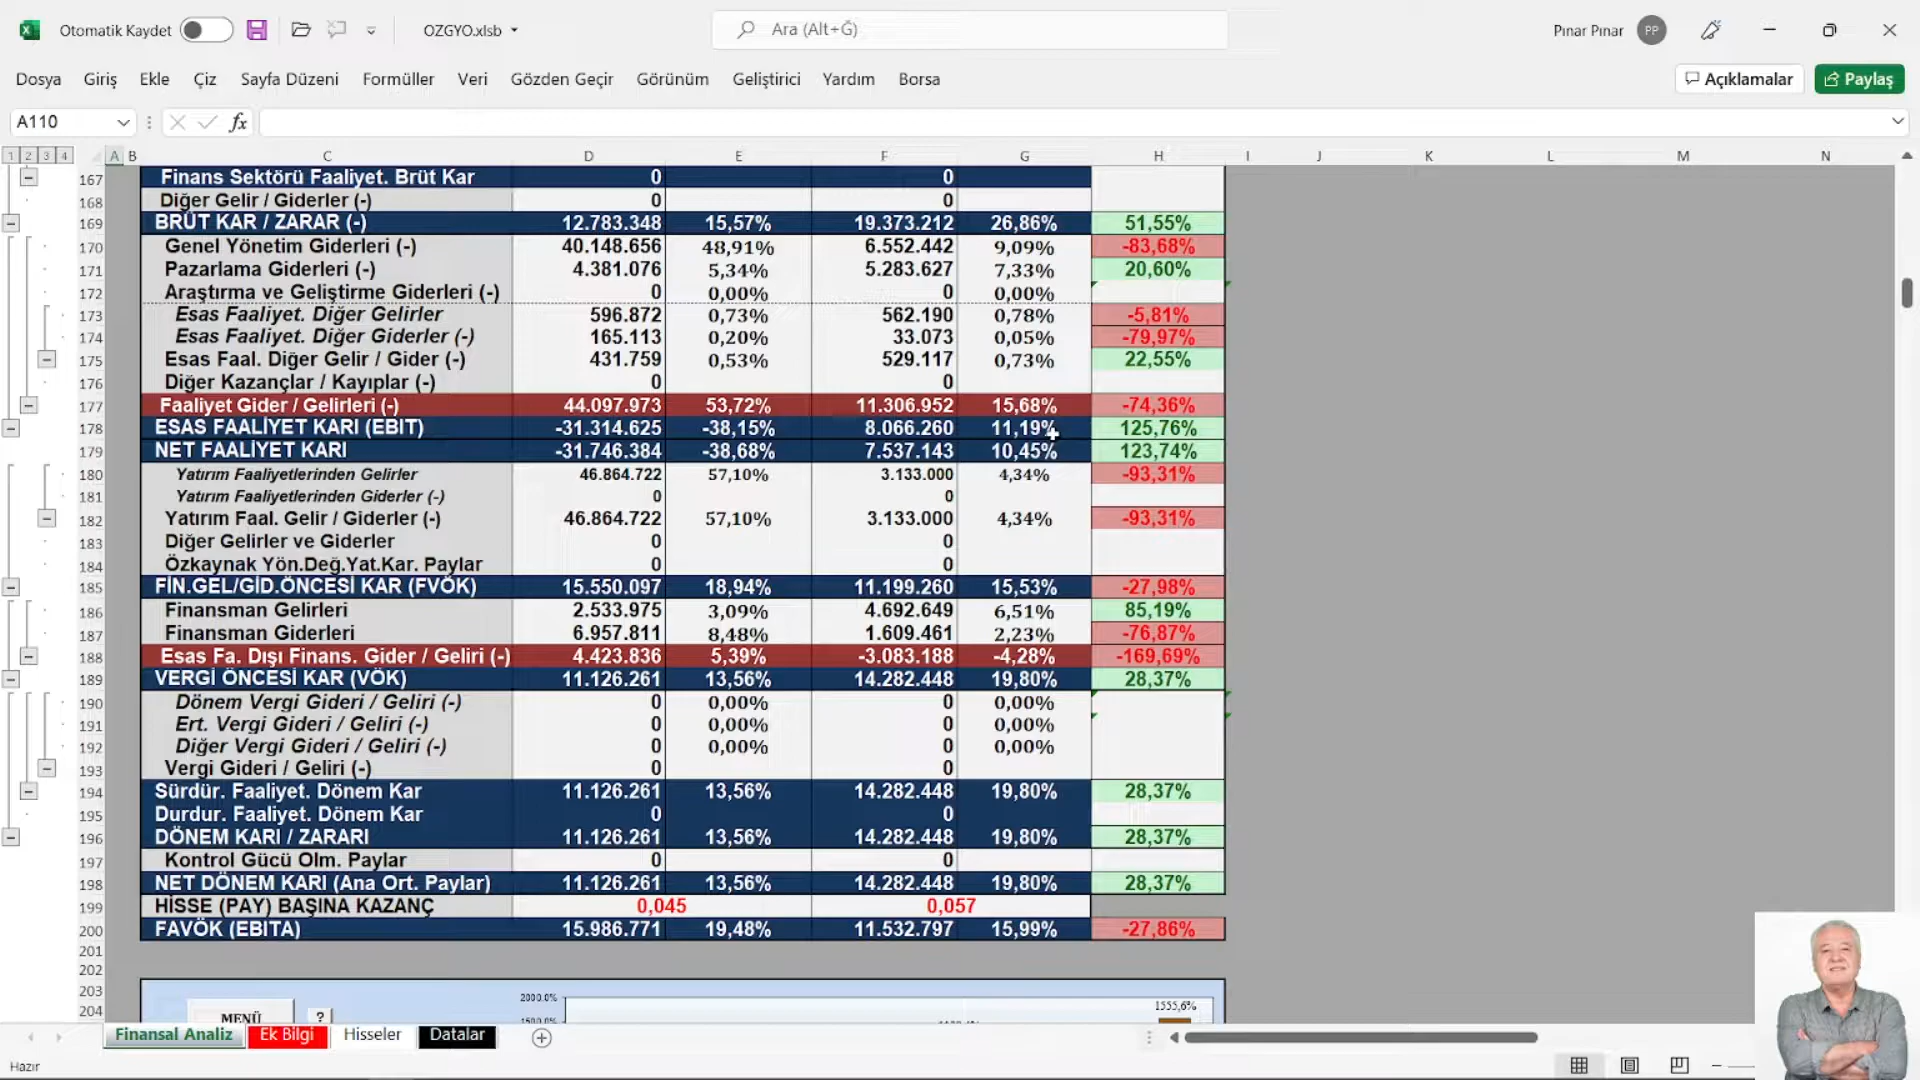 Otomatik Kaydet
OZGYO.xlsb
Ara (Alt+Ğ)
Pınar Pınar PP
Dosya Giriş Ekle Çiz Sayfa Düzeni Formüller Veri Gözden Geçir Görünüm Geliştirici Yardım Borsa
Açıklamalar Paylaş
A110 fx
1 2 3 4 A B C D E F G H I J K L M N
167 Finans Sektörü Faaliyet. Brüt Kar 0 0
168 Diğer Gelir / Giderler (-) 0 0
169 BRÜT KAR / ZARAR (-) 12.783.348 15,57% 19.373.212 26,86% 51,55%
170 Genel Yönetim Giderleri (-) 40.148.656 48,91% 6.552.442 9,09% -83,68%
171 Pazarlama Giderleri (-) 4.381.076 5,34% 5.283.627 7,33% 20,60%
172 Araştırma ve Geliştirme Giderleri (-) 0 0,00% 0 0,00%
173 Esas Faaliyet. Diğer Gelirler 596.872 0,73% 562.190 0,78% -5,81%
174 Esas Faaliyet. Diğer Giderler (-) 165.113 0,20% 33.073 0,05% -79,97%
175 Esas Faal. Diğer Gelir / Gider (-) 431.759 0,53% 529.117 0,73% 22,55%
176 Diğer Kazançlar / Kayıplar (-) 0 0
177 Faaliyet Gider / Gelirleri (-) 44.097.973 53,72% 11.306.952 15,68% -74,36%
178 ESAS FAALİYET KARI (EBIT) -31.314.625 -38,15% 8.066.260 11,19% 125,76%
179 NET FAALİYET KARI -31.746.384 -38,68% 7.537.143 10,45% 123,74%
180 Yatırım Faaliyetlerinden Gelirler 46.864.722 57,10% 3.133.000 4,34% -93,31%
181 Yatırım Faaliyetlerinden Giderler (-) 0 0
182 Yatırım Faal. Gelir / Giderler (-) 46.864.722 57,10% 3.133.000 4,34% -93,31%
183 Diğer Gelirler ve Giderler 0 0
184 Özkaynak Yön.Değ.Yat.Kar. Paylar 0 0
185 FİN.GEL/GİD.ÖNCESİ KAR (FVÖK) 15.550.097 18,94% 11.199.260 15,53% -27,98%
186 Finansman Gelirleri 2.533.975 3,09% 4.692.649 6,51% 85,19%
187 Finansman Giderleri 6.957.811 8,48% 1.609.461 2,23% -76,87%
188 Esas Fa. Dışı Finans. Gider / Geliri (-) 4.423.836 5,39% -3.083.188 -4,28% -169,69%
189 VERGİ ÖNCESİ KAR (VÖK) 11.126.261 13,56% 14.282.448 19,80% 28,37%
190 Dönem Vergi Gideri / Geliri (-) 0 0,00% 0 0,00%
191 Ert. Vergi Gideri / Geliri (-) 0 0,00% 0 0,00%
192 Diğer Vergi Gideri / Geliri (-) 0 0,00% 0 0,00%
193 Vergi Gideri / Geliri (-) 0 0
194 Sürdür. Faaliyet. Dönem Kar 11.126.261 13,56% 14.282.448 19,80% 28,37%
195 Durdur. Faaliyet. Dönem Kar 0 0
196 DÖNEM KARI / ZARARI 11.126.261 13,56% 14.282.448 19,80% 28,37%
197 Kontrol Gücü Olm. Paylar 0 0
198 NET DÖNEM KARI (Ana Ort. Paylar) 11.126.261 13,56% 14.282.448 19,80% 28,37%
199 HİSSE (PAY) BAŞINA KAZANÇ 0,045 0,057
200 FAVÖK (EBITA) 15.986.771 19,48% 11.532.797 15,99% -27,86%
201
202
203 2000.0% 1555,6%
204 MENÜ ?
Finansal Analiz Ek Bilgi Hisseler Datalar
Hazır